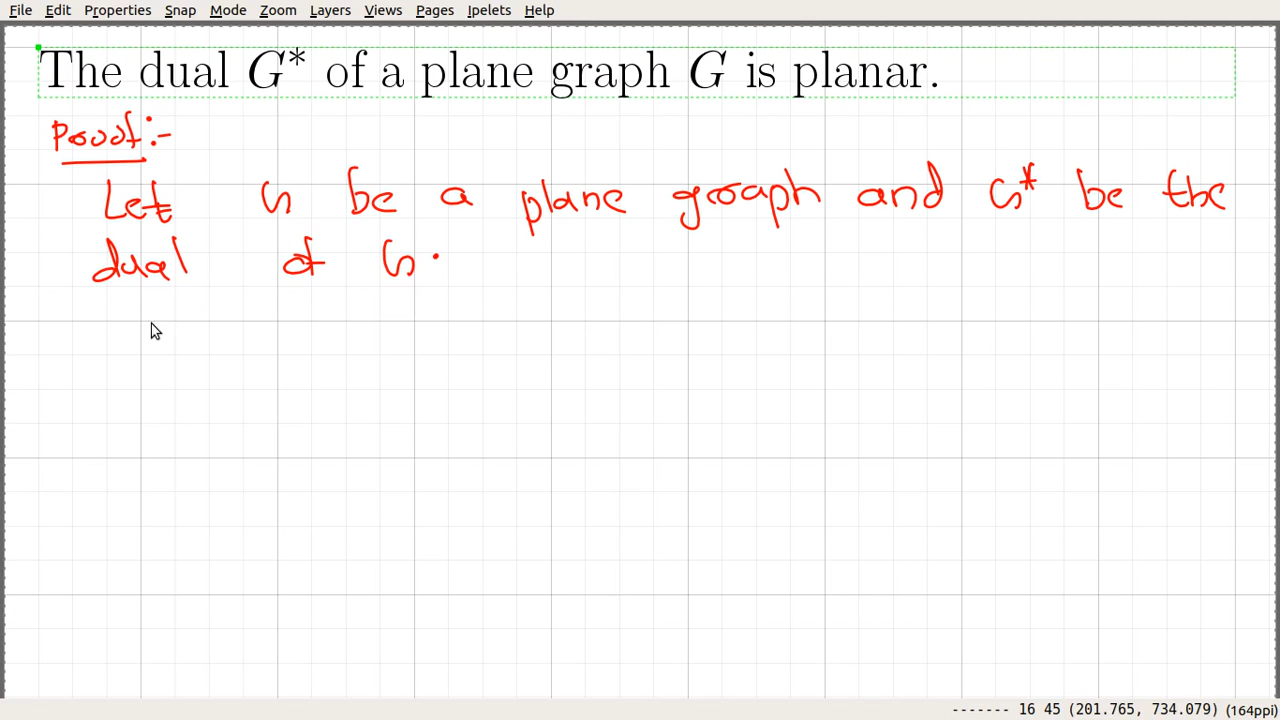 File Edit Properties Snap Mode Zoom Layers Views Pages Ipelets Help
The dual G* of a plane graph G is planar.
Proof:-
Let G be a plane graph and G* be the
dual of G.
------- 16 45 (201.765, 734.079) (164ppi)